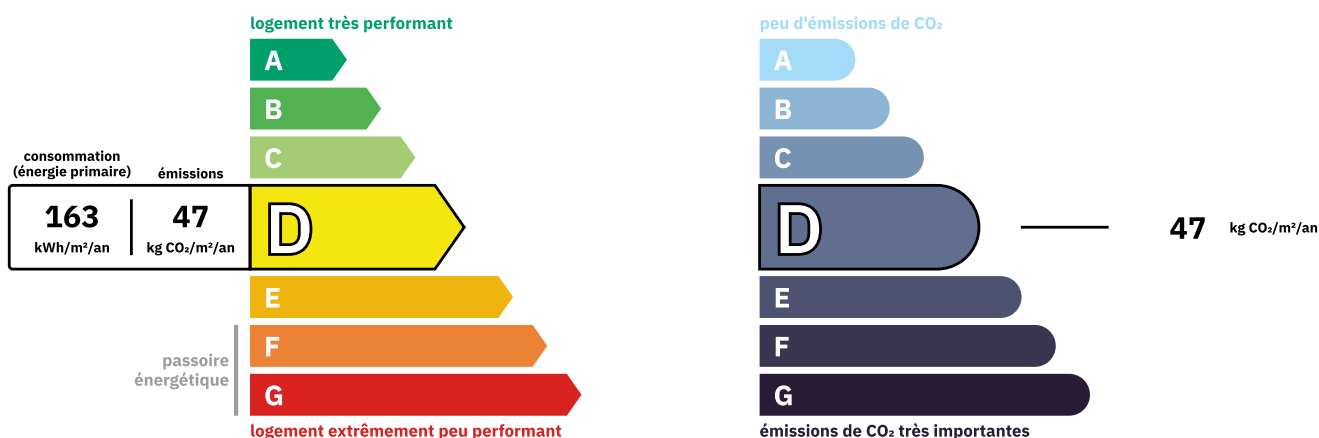 logement très performant
A
B
C
consommation
(énergie primaire)
émissions
163
kWh/m²/an
47
kg CO₂/m²/an
D
E
F
G
passoire
énergétique
logement extrêmement peu performant
peu d'émissions de CO₂
A
B
C
D
47 kg CO₂/m²/an
E
F
G
émissions de CO₂ très importantes